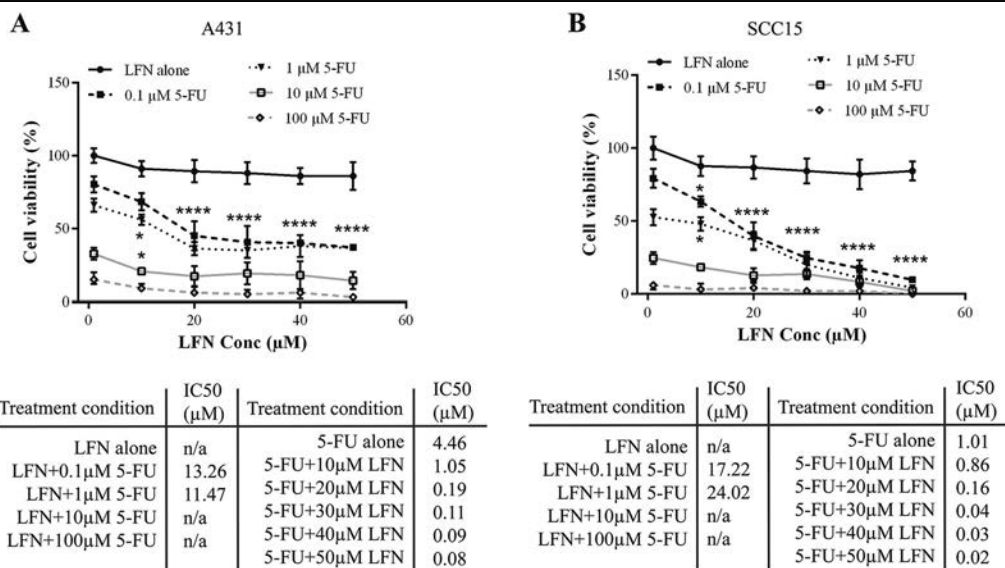 A
A431
LFN alone
0.1 µM 5-FU
1 µM 5-FU
10 µM 5-FU
100 µM 5-FU
Cell viability (%)
150
100
50
0
**** **** **** ****
*
*
0 20 40 60
LFN Conc (µM)
Treatment condition IC50 (µM) Treatment condition IC50 (µM)
LFN alone n/a 5-FU alone 4.46
LFN+0.1µM 5-FU 13.26 5-FU+10µM LFN 1.05
LFN+1µM 5-FU 11.47 5-FU+20µM LFN 0.19
LFN+10µM 5-FU n/a 5-FU+30µM LFN 0.11
LFN+100µM 5-FU n/a 5-FU+40µM LFN 0.09
5-FU+50µM LFN 0.08
B
SCC15
LFN alone
0.1 µM 5-FU
1 µM 5-FU
10 µM 5-FU
100 µM 5-FU
Cell viability (%)
150
100
50
0
*
*
**** **** **** ****
0 20 40 60
LFN Conc (µM)
Treatment condition IC50 (µM) Treatment condition IC50 (µM)
LFN alone n/a 5-FU alone 1.01
LFN+0.1µM 5-FU 17.22 5-FU+10µM LFN 0.86
LFN+1µM 5-FU 24.02 5-FU+20µM LFN 0.16
LFN+10µM 5-FU n/a 5-FU+30µM LFN 0.04
LFN+100µM 5-FU n/a 5-FU+40µM LFN 0.03
5-FU+50µM LFN 0.02